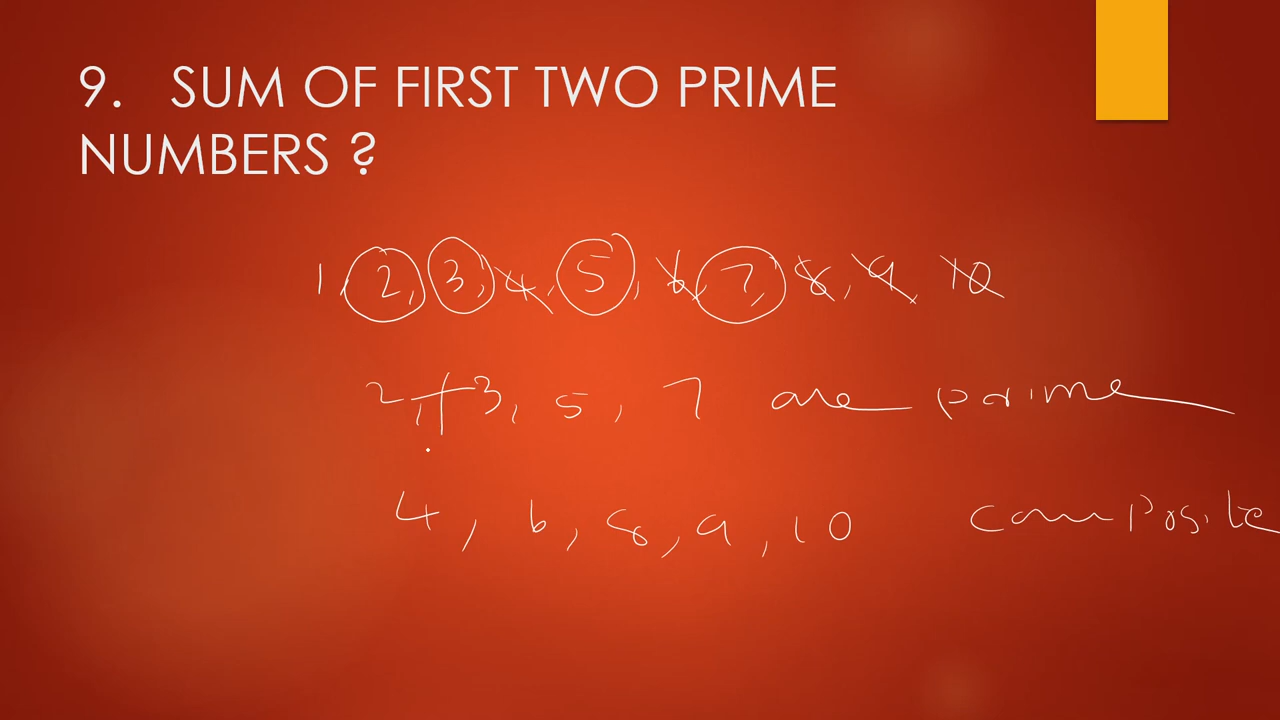 9. SUM OF FIRST TWO PRIME
NUMBERS ?
1, 2, 3, 4, 5, 6, 7, 8, 9, 10
2, + 3, 5, 7 are prime
4, 6, 8, 9, 10 composite